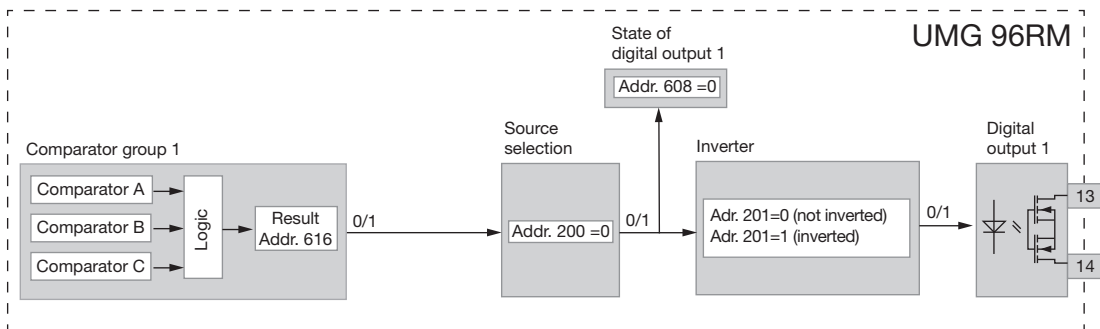 UMG 96RM
State of
digital output 1
Addr. 608 =0
Comparator group 1
Comparator A
Comparator B
Comparator C
Logic
Result
Addr. 616
0/1
Source
selection
Addr. 200 =0
0/1
Inverter
Adr. 201=0 (not inverted)
Adr. 201=1 (inverted)
0/1
Digital
output 1
13
14